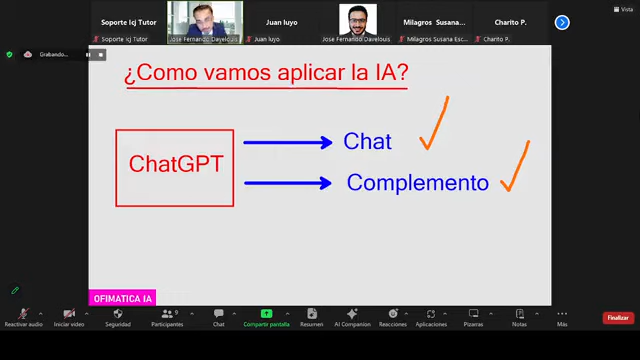 Soporte Icj Tutor
Juan luyo
Milagros Susana
Charito P.
Soporte Icj Tutor
Jose Fernando Dayelouis
Juan luyo
Jose Fernando Davelouis
Milagros Susana Esc...
Charito P.
Vista
Grabando...
¿Como vamos aplicar la IA?
ChatGPT
Chat
Complemento
OFIMATICA IA
Reactivar audio
Iniciar video
Seguridad
Participantes
9
Chat
Compartir pantalla
Resumen
AI Companion
Reacciones
Aplicaciones
Pizarras
Notas
Más
Finalizar